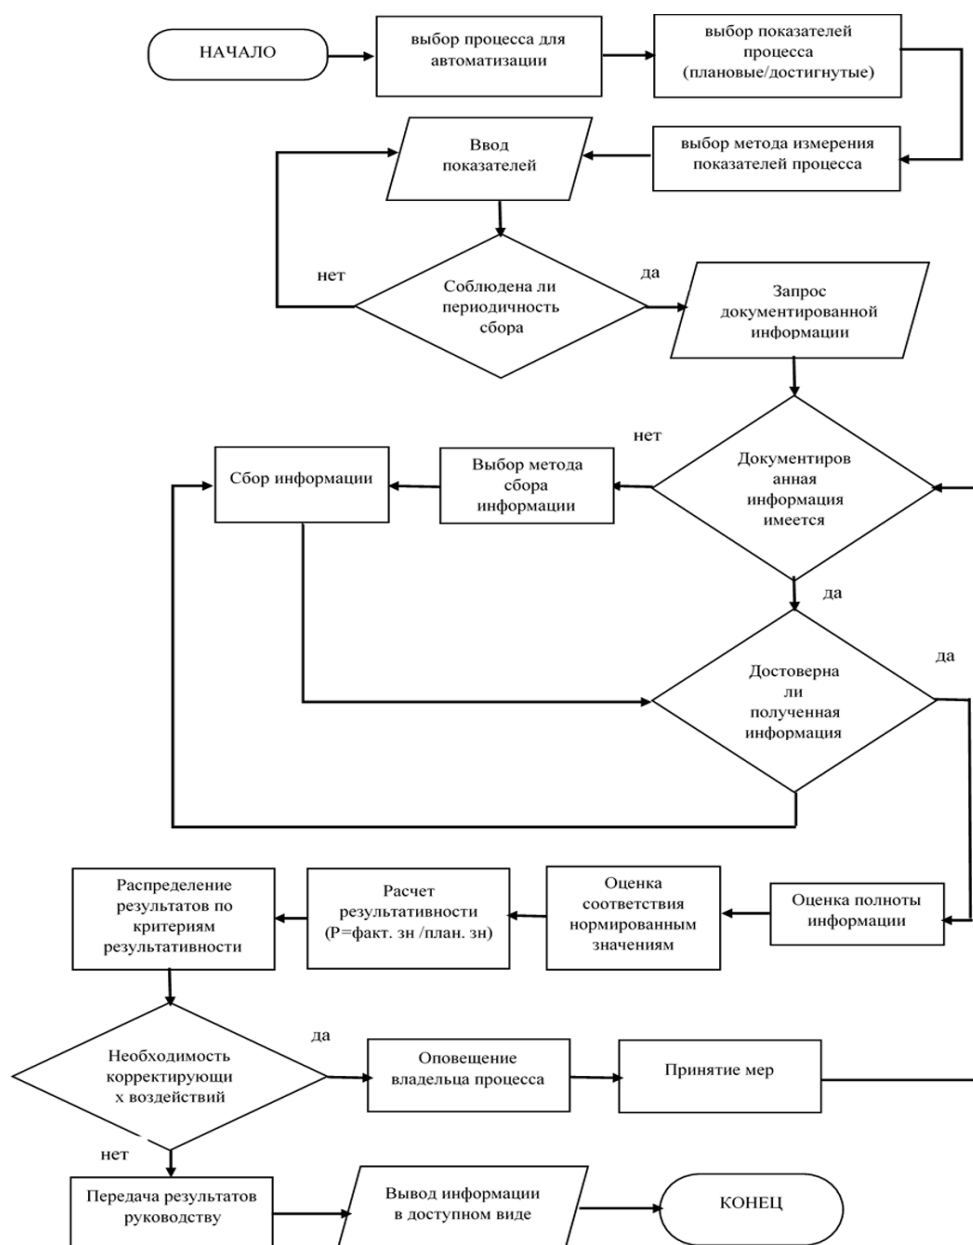 НАЧАЛО
выбор процесса для
автоматизации
выбор показателей
процесса
(плановые/достигнутые)
Ввод
показателей
выбор метода измерения
показателей процесса
нет
да
Соблюдена ли
периодичность
сбора
Запрос
документированной
информации
нет
Сбор информации
Выбор метода
сбора
информации
Документиров
анная
информация
имеется
да
да
Достоверна
ли
полученная
информация
Распределение
результатов по
критериям
результативности
Расчет
результативности
(Р=факт. зн /план. зн)
Оценка
соответствия
нормированным
значениям
Оценка полноты
информации
да
Необходимость
корректирующи
х воздействий
Оповещение
владельца процесса
Принятие мер
нет
Передача результатов
руководству
Вывод информации
в доступном виде
КОНЕЦ